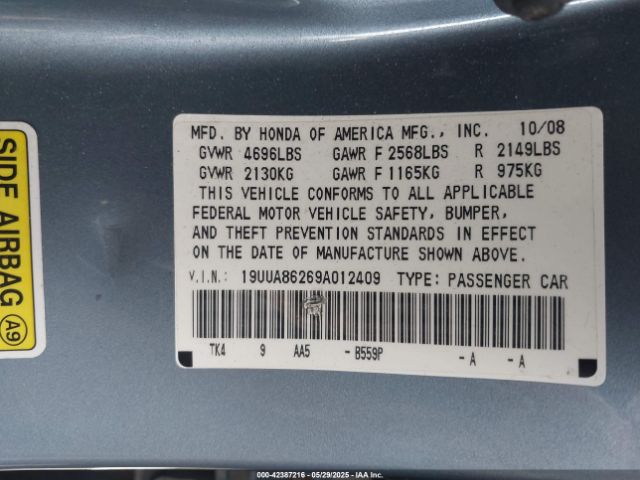 SIDE AIRBAG A9
MFD. BY HONDA OF AMERICA MFG., INC. 10/08
GVWR 4696LBS GAWR F 2568LBS R 2149LBS
GVWR 2130KG GAWR F 1165KG R 975KG
THIS VEHICLE CONFORMS TO ALL APPLICABLE
FEDERAL MOTOR VEHICLE SAFETY, BUMPER,
AND THEFT PREVENTION STANDARDS IN EFFECT
ON THE DATE OF MANUFACTURE SHOWN ABOVE.
V.I.N.: 19UUA86269A012409 TYPE: PASSENGER CAR
TK4 9 AA5 - B559P - A - A
000-42387216 - 05/29/2025 - IAA, Inc.